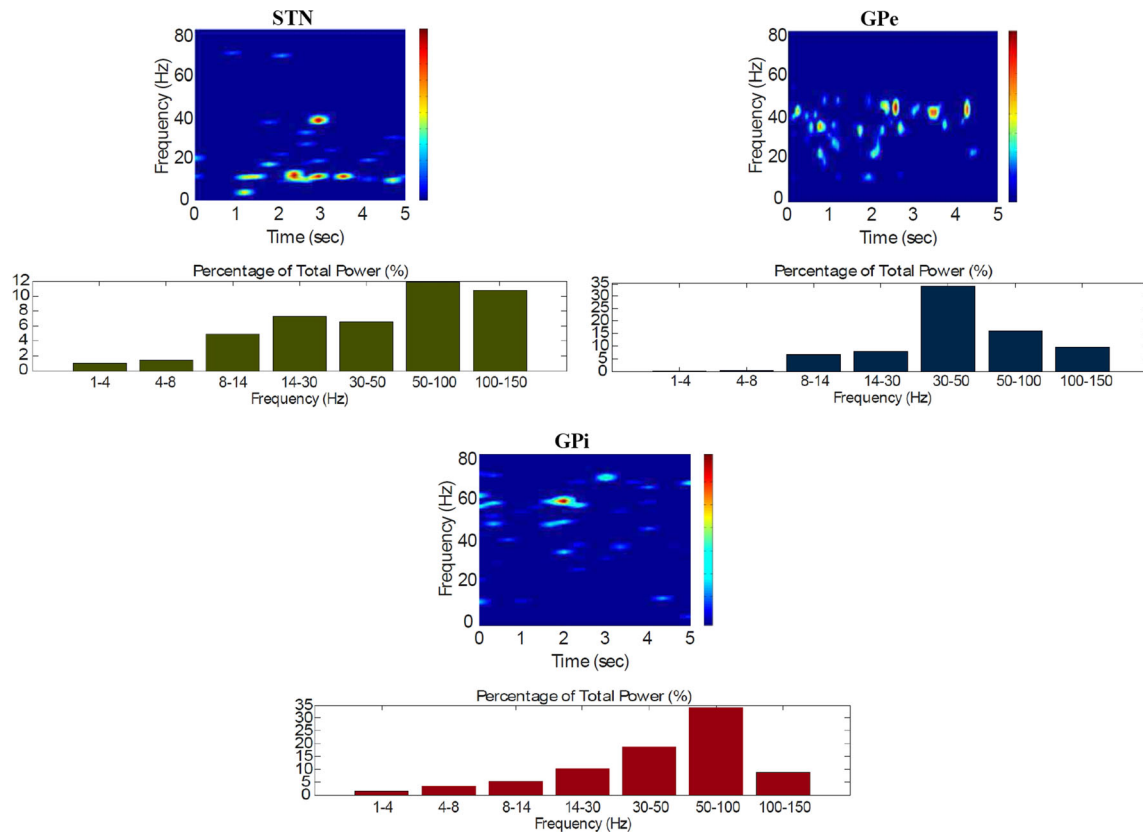 STN
80
60
40
20
0
Frequency (Hz)
0 1 2 3 4 5
Time (sec)
Percentage of Total Power (%)
12
10
8
6
4
2
1-4 4-8 8-14 14-30 30-50 50-100 100-150
Frequency (Hz)
GPe
80
60
40
20
0
Frequency (Hz)
0 1 2 3 4 5
Time (sec)
Percentage of Total Power (%)
35
30
25
20
15
10
5
1-4 4-8 8-14 14-30 30-50 50-100 100-150
Frequency (Hz)
GPi
80
60
40
20
0
Frequency (Hz)
0 1 2 3 4 5
Time (sec)
Percentage of Total Power (%)
35
30
25
20
15
10
5
1-4 4-8 8-14 14-30 30-50 50-100 100-150
Frequency (Hz)